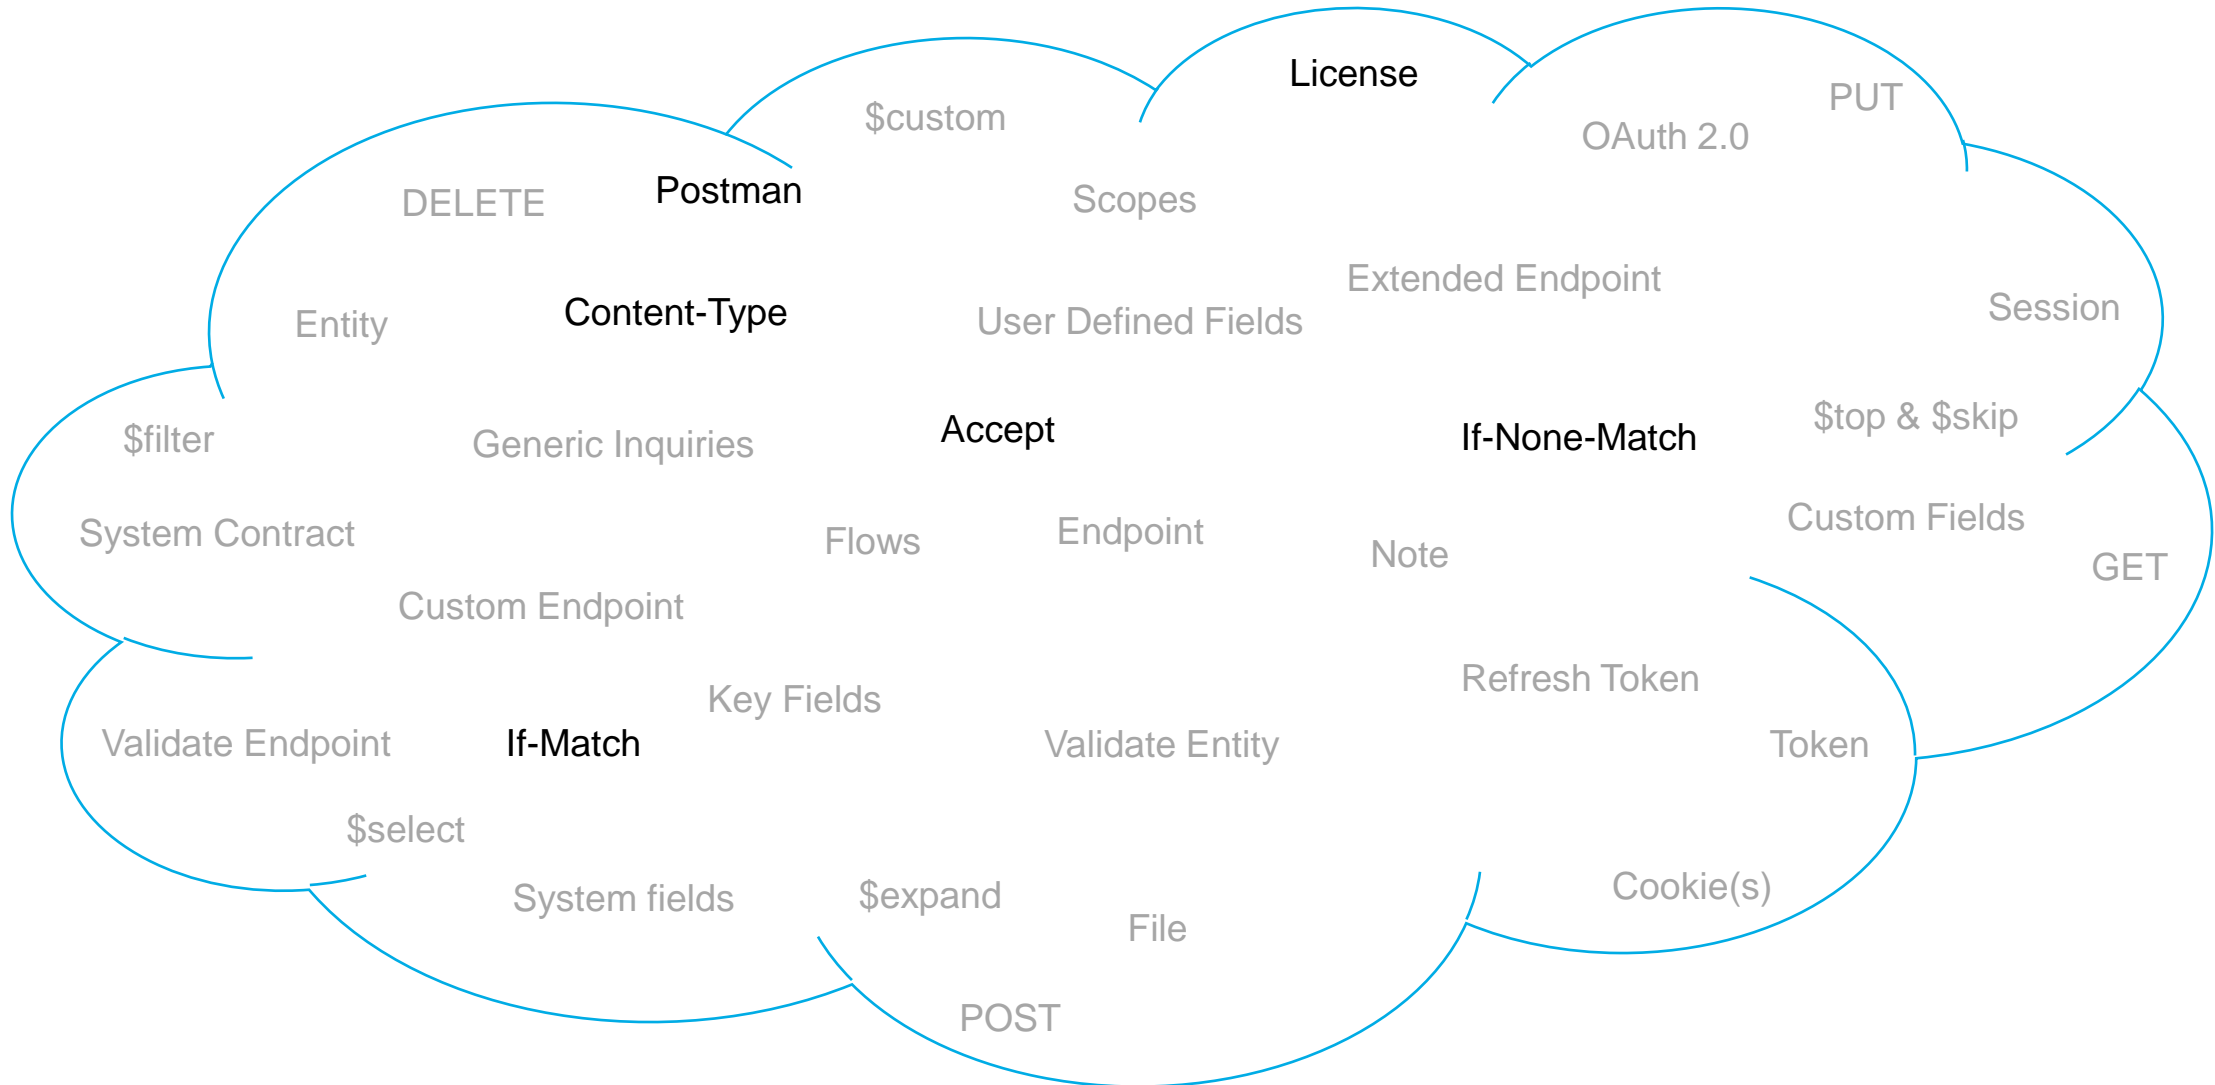 License
PUT
$custom
OAuth 2.0
Postman
DELETE
Scopes
Extended Endpoint
Session
Content-Type
User Defined Fields
Entity
$top & $skip
Accept
If-None-Match
$filter
Generic Inquiries
Custom Fields
Endpoint
System Contract
Flows
Note
GET
Custom Endpoint
Refresh Token
Key Fields
Validate Endpoint
If-Match
Validate Entity
Token
$select
Cookie(s)
$expand
System fields
File
POST